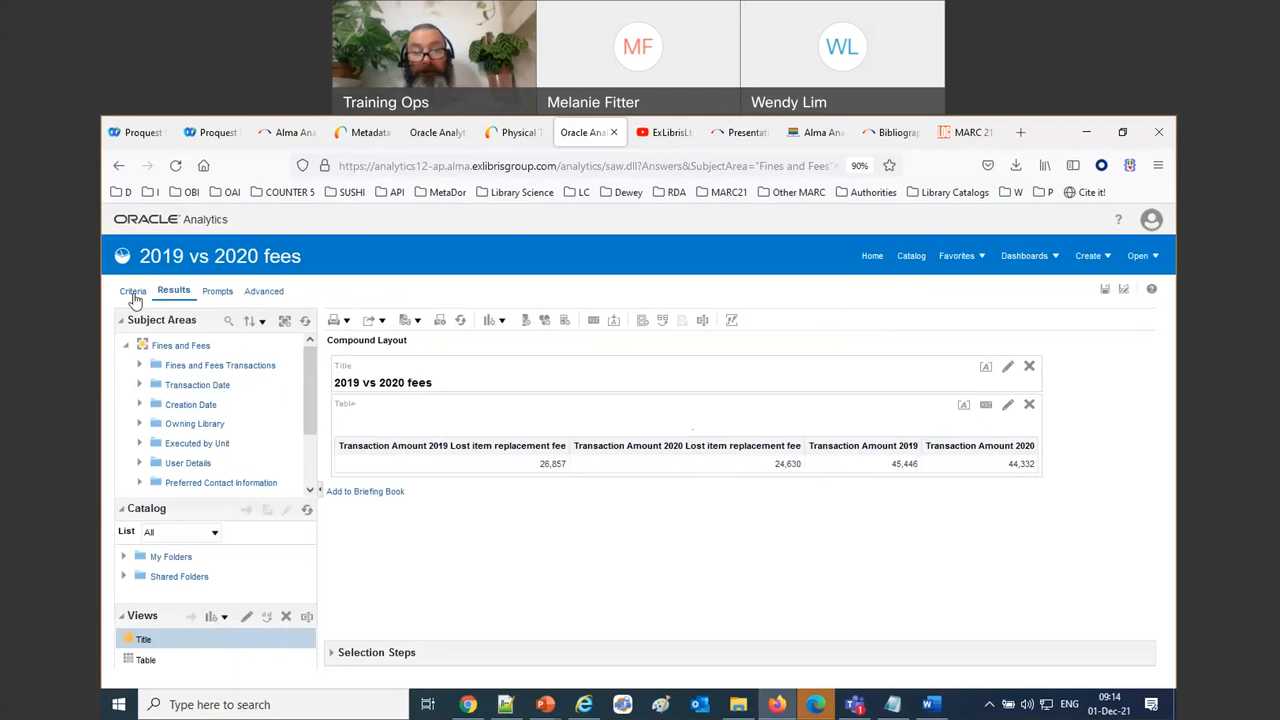 MF
WL
Training Ops
Melanie Fitter
Wendy Lim
Proquest
Proquest
Alma An
Metadata
Oracle Analyt
Physical T
Oracle Ana
ExLibrisLt
Presentati
Alma Ana
Bibliograp
MARC 21
https://analytics12-ap.alma.exlibrisgroup.com/analytics/saw.dll?Answers&SubjectArea="Fines and Fees"
90%
D
I
OBI
OAI
COUNTER 5
SUSHI
API
MetaDor
Library Science
LC
Dewey
RDA
MARC21
Other MARC
Authorities
Library Catalogs
W
P
Cite it!
ORACLE Analytics
2019 vs 2020 fees
Home
Catalog
Favorites
Dashboards
Create
Open
Criteria
Results
Prompts
Advanced
Subject Areas
Fines and Fees
Fines and Fees Transactions
Transaction Date
Creation Date
Owning Library
Executed by Unit
User Details
Preferred Contact Information
Catalog
List All
My Folders
Shared Folders
Views
Title
Table
Compound Layout
Title
2019 vs 2020 fees
Table
Transaction Amount 2019 Lost item replacement fee Transaction Amount 2020 Lost item replacement fee Transaction Amount 2019 Transaction Amount 2020
26,857 24,630 45,446 44,332
Add to Briefing Book
Selection Steps
Type here to search
ENG
09:14
01-Dec-21